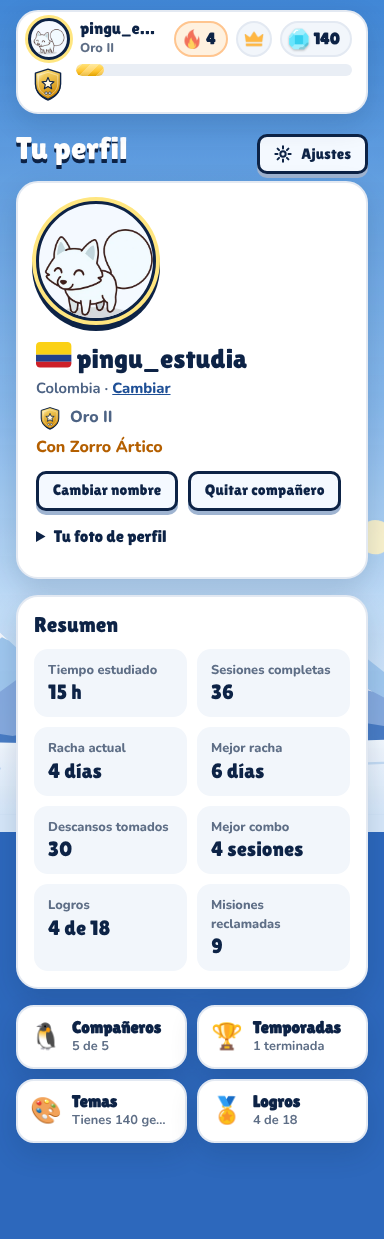 pingu_e...
Oro II
4
140
Tu perfil
Ajustes
pingu_estudia
Colombia · Cambiar
Oro II
Con Zorro Ártico
Cambiar nombre
Quitar compañero
Tu foto de perfil
Resumen
Tiempo estudiado
15 h
Sesiones completas
36
Racha actual
4 días
Mejor racha
6 días
Descansos tomados
30
Mejor combo
4 sesiones
Logros
4 de 18
Misiones
reclamadas
9
Compañeros
5 de 5
Temporadas
1 terminada
Temas
Tienes 140 ge...
Logros
4 de 18